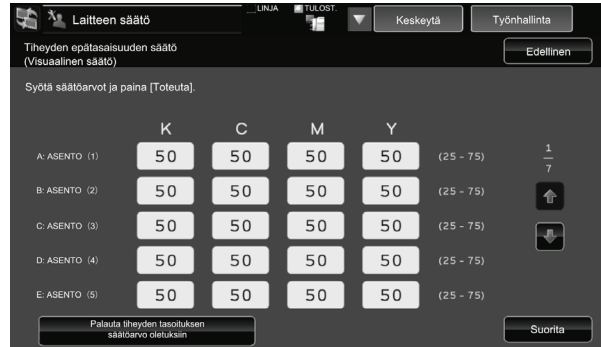 Laitteen säätö
LINJA
TULOST.
Keskeytä
Työnhallinta
Tiheyden epätasaisuuden säätö
(Visuaalinen säätö)
Edellinen
Syötä säätöarvot ja paina [Toteuta].
K C M Y
A: ASENTO (1) 50 50 50 50 (25 - 75)
B: ASENTO (2) 50 50 50 50 (25 - 75)
C: ASENTO (3) 50 50 50 50 (25 - 75)
D: ASENTO (4) 50 50 50 50 (25 - 75)
E: ASENTO (5) 50 50 50 50 (25 - 75)
1
7
Palauta tiheyden tasoituksen
säätöarvo oletuksiin
Suorita